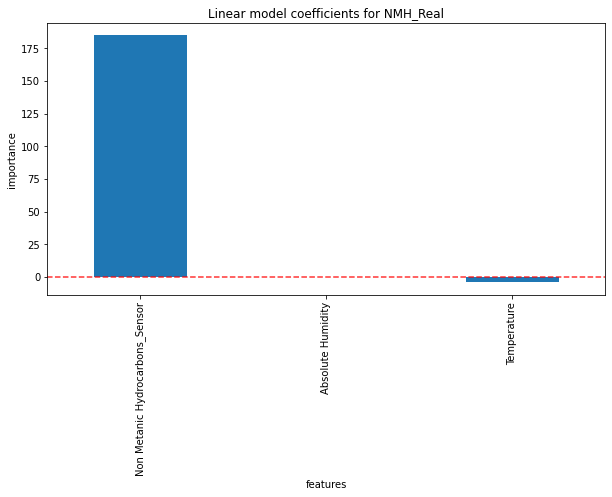 Linear model coefficients for NMH_Real
importance
175
150
125
100
75
50
25
0
Non Metanic Hydrocarbons_Sensor
Absolute Humidity
Temperature
features